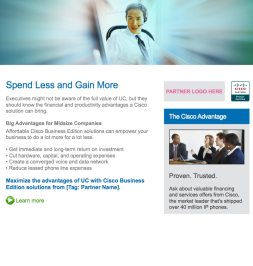 Spend Less and Gain More
Executives might not be aware of the full value of UC, but they
should know the financial and productivity advantages a Cisco
solution can bring.
Big Advantages for Midsize Companies
Affordable Cisco Business Edition solutions can empower your
business to do a lot more for a lot less.
• Get immediate and long-term return on investment
• Cut hardware, capital, and operating expenses
• Create a converged voice and data network
• Reduce leased phone line expenses
Maximize the advantages of UC with Cisco Business
Edition solutions from [Tag: Partner Name].
Learn more
PARTNER LOGO HERE
CISCO
The Cisco Advantage
Proven. Trusted.
Ask about valuable financing
and services offers from Cisco,
the market leader that's shipped
over 40 million IP phones.